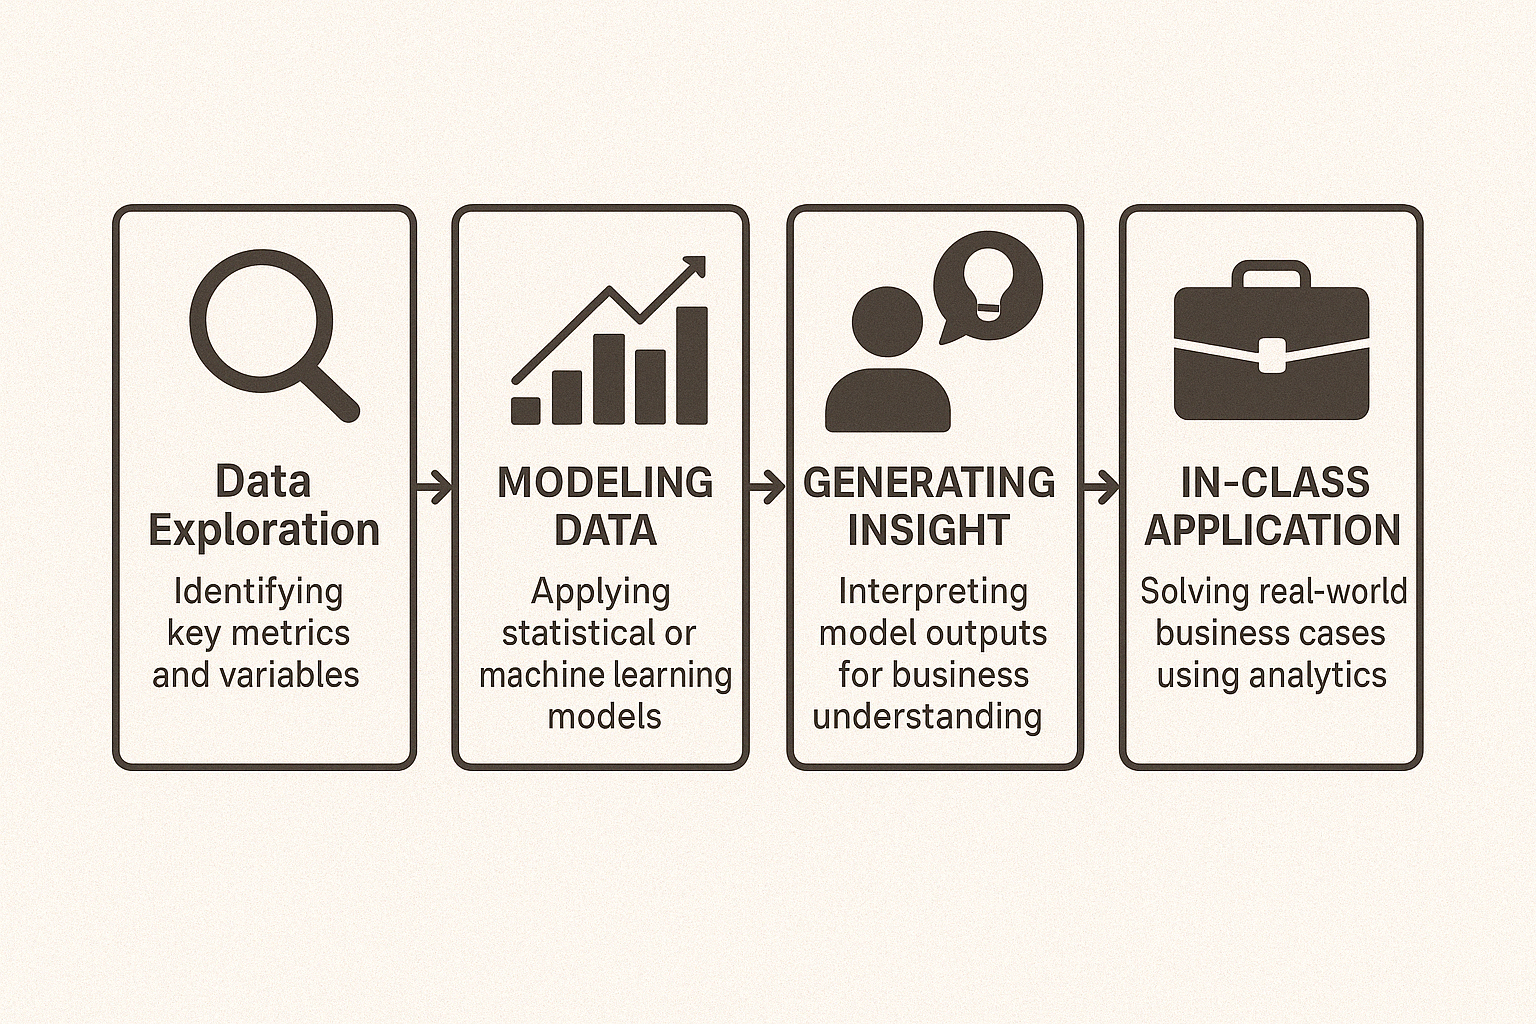 Data
Exploration
Identifying
key metrics
and variables
MODELING
DATA
Applying
statistical or
machine learning
models
GENERATING
INSIGHT
Interpreting
model outputs
for business
understanding
IN-CLASS
APPLICATION
Solving real-world
business cases
using analytics